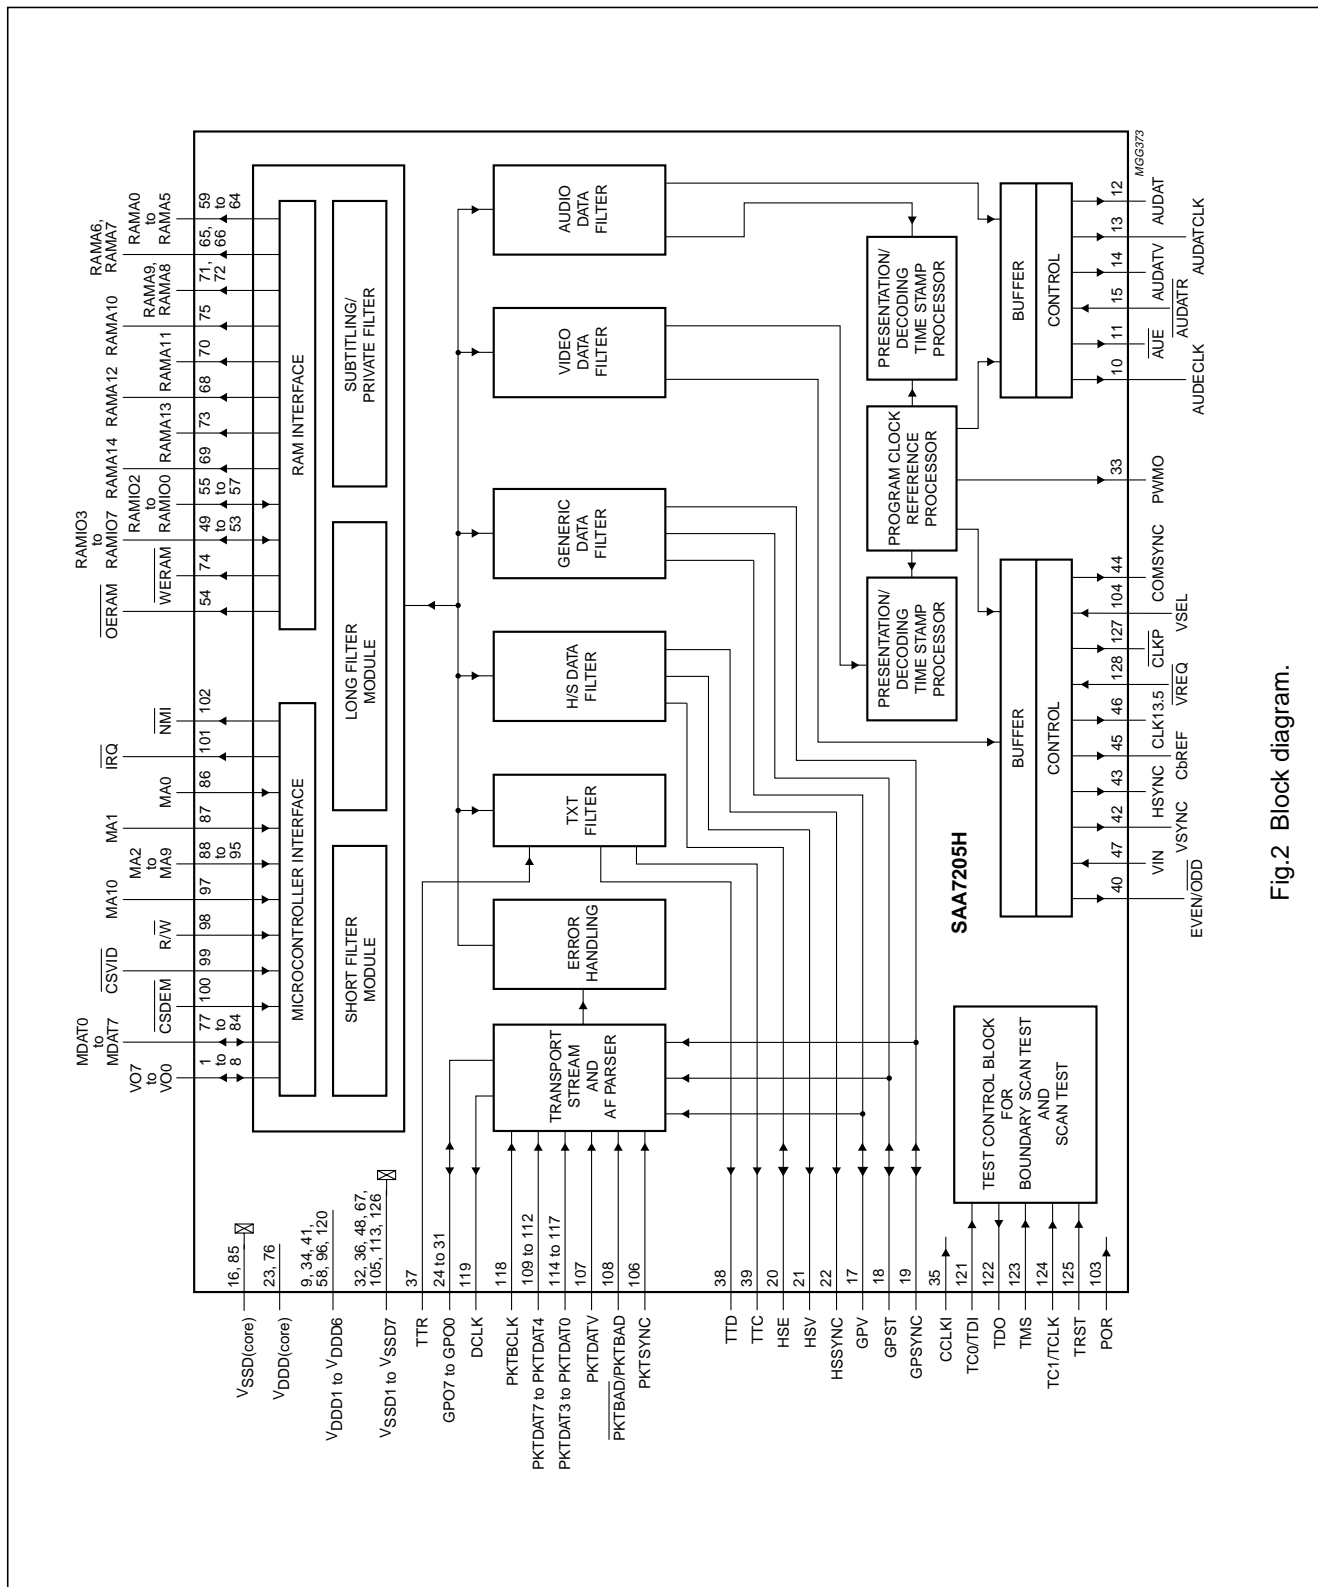 RAMA6,
RAMA7
RAMA0
to
RAMA5
RAMA9,
RAMA8
RAMA10
RAMA11
RAMA12
RAMA13
RAMA14
RAMIO2
to
RAMIO0
RAMIO3
to
RAMIO7
WERAM
OERAM
NMI
IRQ
MA0
MA1
MA2
to
MA9
MA10
R/W
CSVID
CSDEM
MDAT0
to
MDAT7
VO7
to
VO0
59
to
64
65,
66
71,
72
75
70
68
73
69
55
to
57
49
to
53
74
54
102
101
86
87
88
to
95
97
98
99
100
77
to
84
1
to
8
RAM INTERFACE
SUBTITLING/
PRIVATE FILTER
LONG FILTER
MODULE
MICROCONTROLLER INTERFACE
SHORT FILTER
MODULE
AUDIO
DATA
FILTER
VIDEO
DATA
FILTER
GENERIC
DATA
FILTER
H/S DATA
FILTER
TXT
FILTER
ERROR
HANDLING
TRANSPORT
STREAM
AND
AF PARSER
PRESENTATION/
DECODING
TIME STAMP
PROCESSOR
PROGRAM CLOCK
REFERENCE
PROCESSOR
PRESENTATION/
DECODING
TIME STAMP
PROCESSOR
BUFFER
CONTROL
BUFFER
CONTROL
SAA7205H
TEST CONTROL BLOCK
FOR
BOUNDARY SCAN TEST
AND
SCAN TEST
16, 85
23, 76
9, 34, 41,
58, 96, 120
32, 36, 48, 67,
105, 113, 126
37
24 to 31
119
118
109 to 112
114 to 117
107
108
106
38
39
20
21
22
17
18
19
35
121
122
123
124
125
103
VSSD(core)
VDDD(core)
VDDD1 to VDDD6
VSSD1 to VSSD7
TTR
GPO7 to GPO0
DCLK
PKTBCLK
PKTDAT7 to PKTDAT4
PKTDAT3 to PKTDAT0
PKTDATV
PKTBAD/PKTBAD
PKTSYNC
TTD
TTC
HSE
HSV
HSSYNC
GPV
GPST
GPSYNC
CCLKI
TC0/TDI
TDO
TMS
TC1/TCLK
TRST
POR
12
13
14
15
11
10
33
44
104
127
128
46
45
43
42
47
40
AUDAT
AUDATCLK
AUDATV
AUDATR
AUE
AUDECLK
PWMO
COMSYNC
VSEL
CLKP
VREQ
CLK13.5
CbREF
HSYNC
VSYNC
VIN
EVEN/ODD
MGG373
Fig.2 Block diagram.